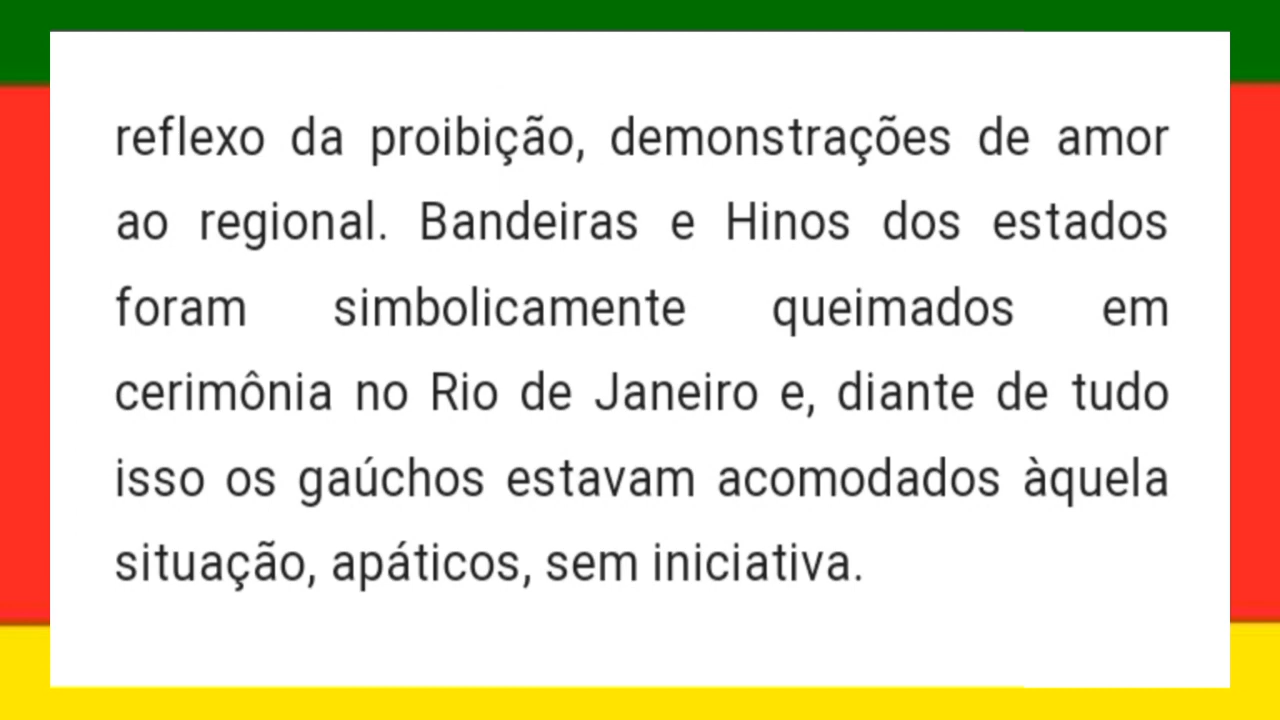 reflexo da proibição, demonstrações de amor
ao regional. Bandeiras e Hinos dos estados
foram simbolicamente queimados em
cerimônia no Rio de Janeiro e, diante de tudo
isso os gaúchos estavam acomodados àquela
situação, apáticos, sem iniciativa.